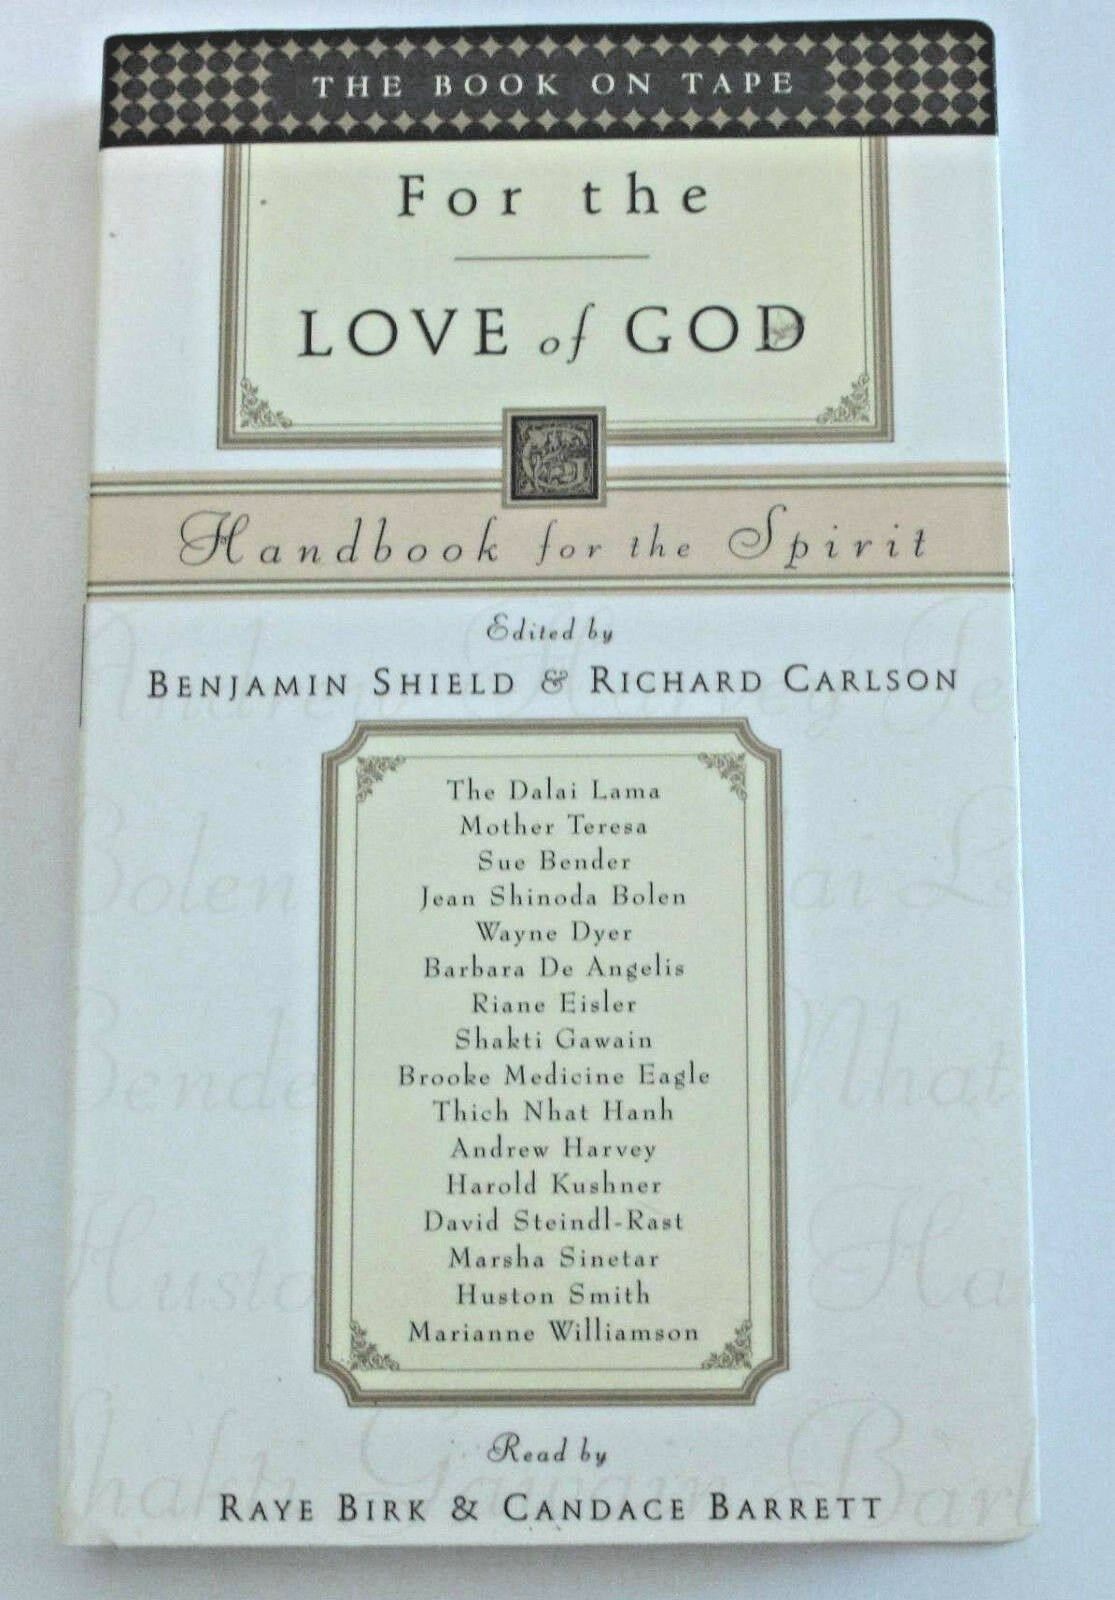 THE BOOK ON TAPE
For the
LOVE of GOD
Handbook for the Spirit
Edited by
BENJAMIN SHIELD & RICHARD CARLSON
The Dalai Lama
Mother Teresa
Sue Bender
Jean Shinoda Bolen
Wayne Dyer
Barbara De Angelis
Riane Eisler
Shakti Gawain
Brooke Medicine Eagle
Thich Nhat Hanh
Andrew Harvey
Harold Kushner
David Steindl-Rast
Marsha Sinetar
Huston Smith
Marianne Williamson
Read by
RAYE BIRK & CANDACE BARRETT